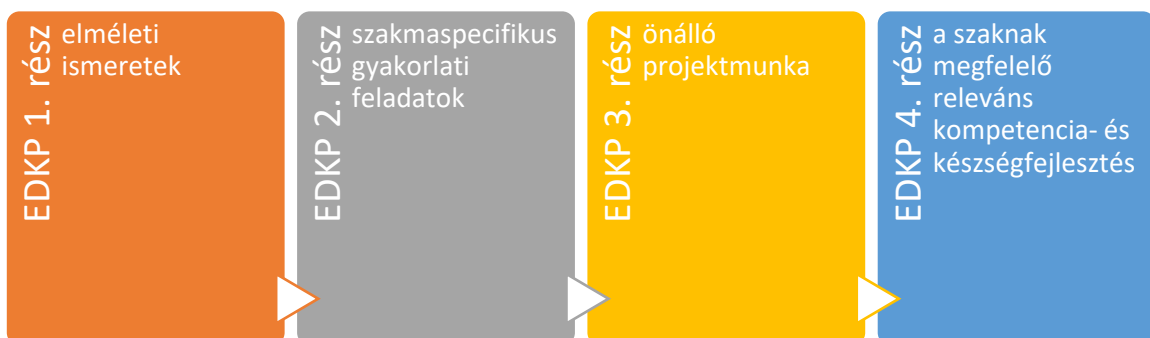 EDKP 1. rész
elméleti
ismeretek
EDKP 2. rész
szakmaspecifikus
gyakorlati
feladatok
EDKP 3. rész
önálló
projektmunka
EDKP 4. rész
a szaknak
megfelelő
releváns
kompetencia- és
készségfejlesztés